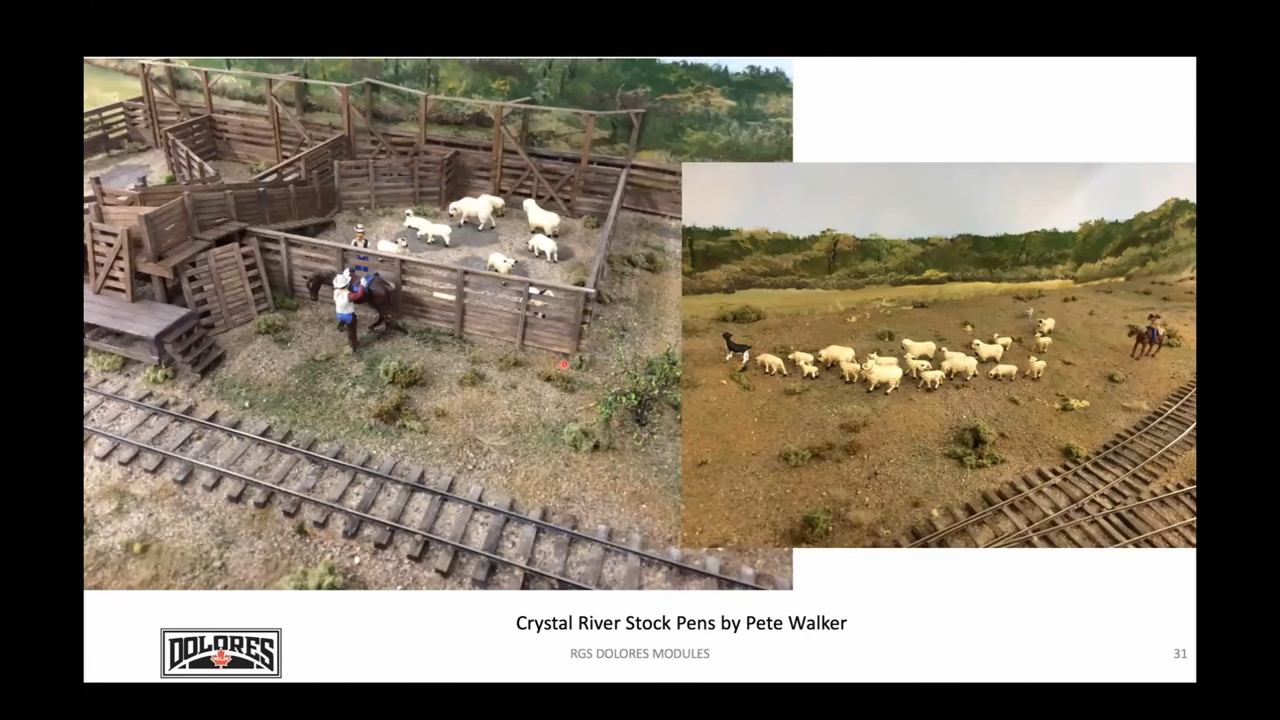 Crystal River Stock Pens by Pete Walker
DOLORES
RGS DOLORES MODULES
31